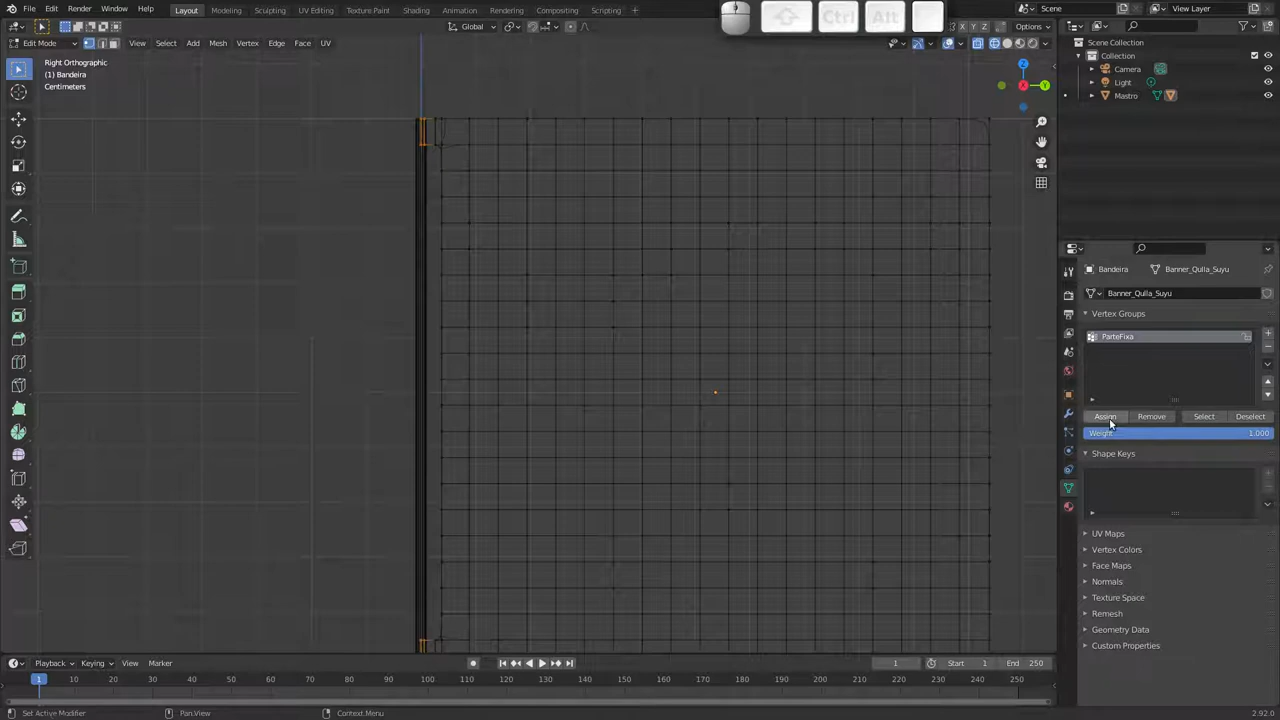 File Edit Render Window Help
Layout Modeling Sculpting UV Editing Texture Paint Shading Animation Rendering Compositing Scripting
Ctrl Alt
Scene
View Layer
Edit Mode
View Select Add Mesh Vertex Edge Face UV
Global
X Y Z
Options
Right Orthographic
(1) Bandeira
Centimeters
Z
Y
Scene Collection
Collection
Camera
Light
Mastro
Bandeira
Banner_Qulla_Suyu
Banner_Qulla_Suyu
Vertex Groups
ParteFixa
Assign Remove Select Deselect
Weight 1.000
Shape Keys
UV Maps
Vertex Colors
Face Maps
Normals
Texture Space
Remesh
Geometry Data
Custom Properties
Playback Keying View Marker
1
Start 1
End 250
1 10 20 30 40 50 60 70 80 90 100 110 120 130 140 150 160 170 180 190 200 210 220 230 240 250
Set Active Modifier
Pan View
Context Menu
2.92.0